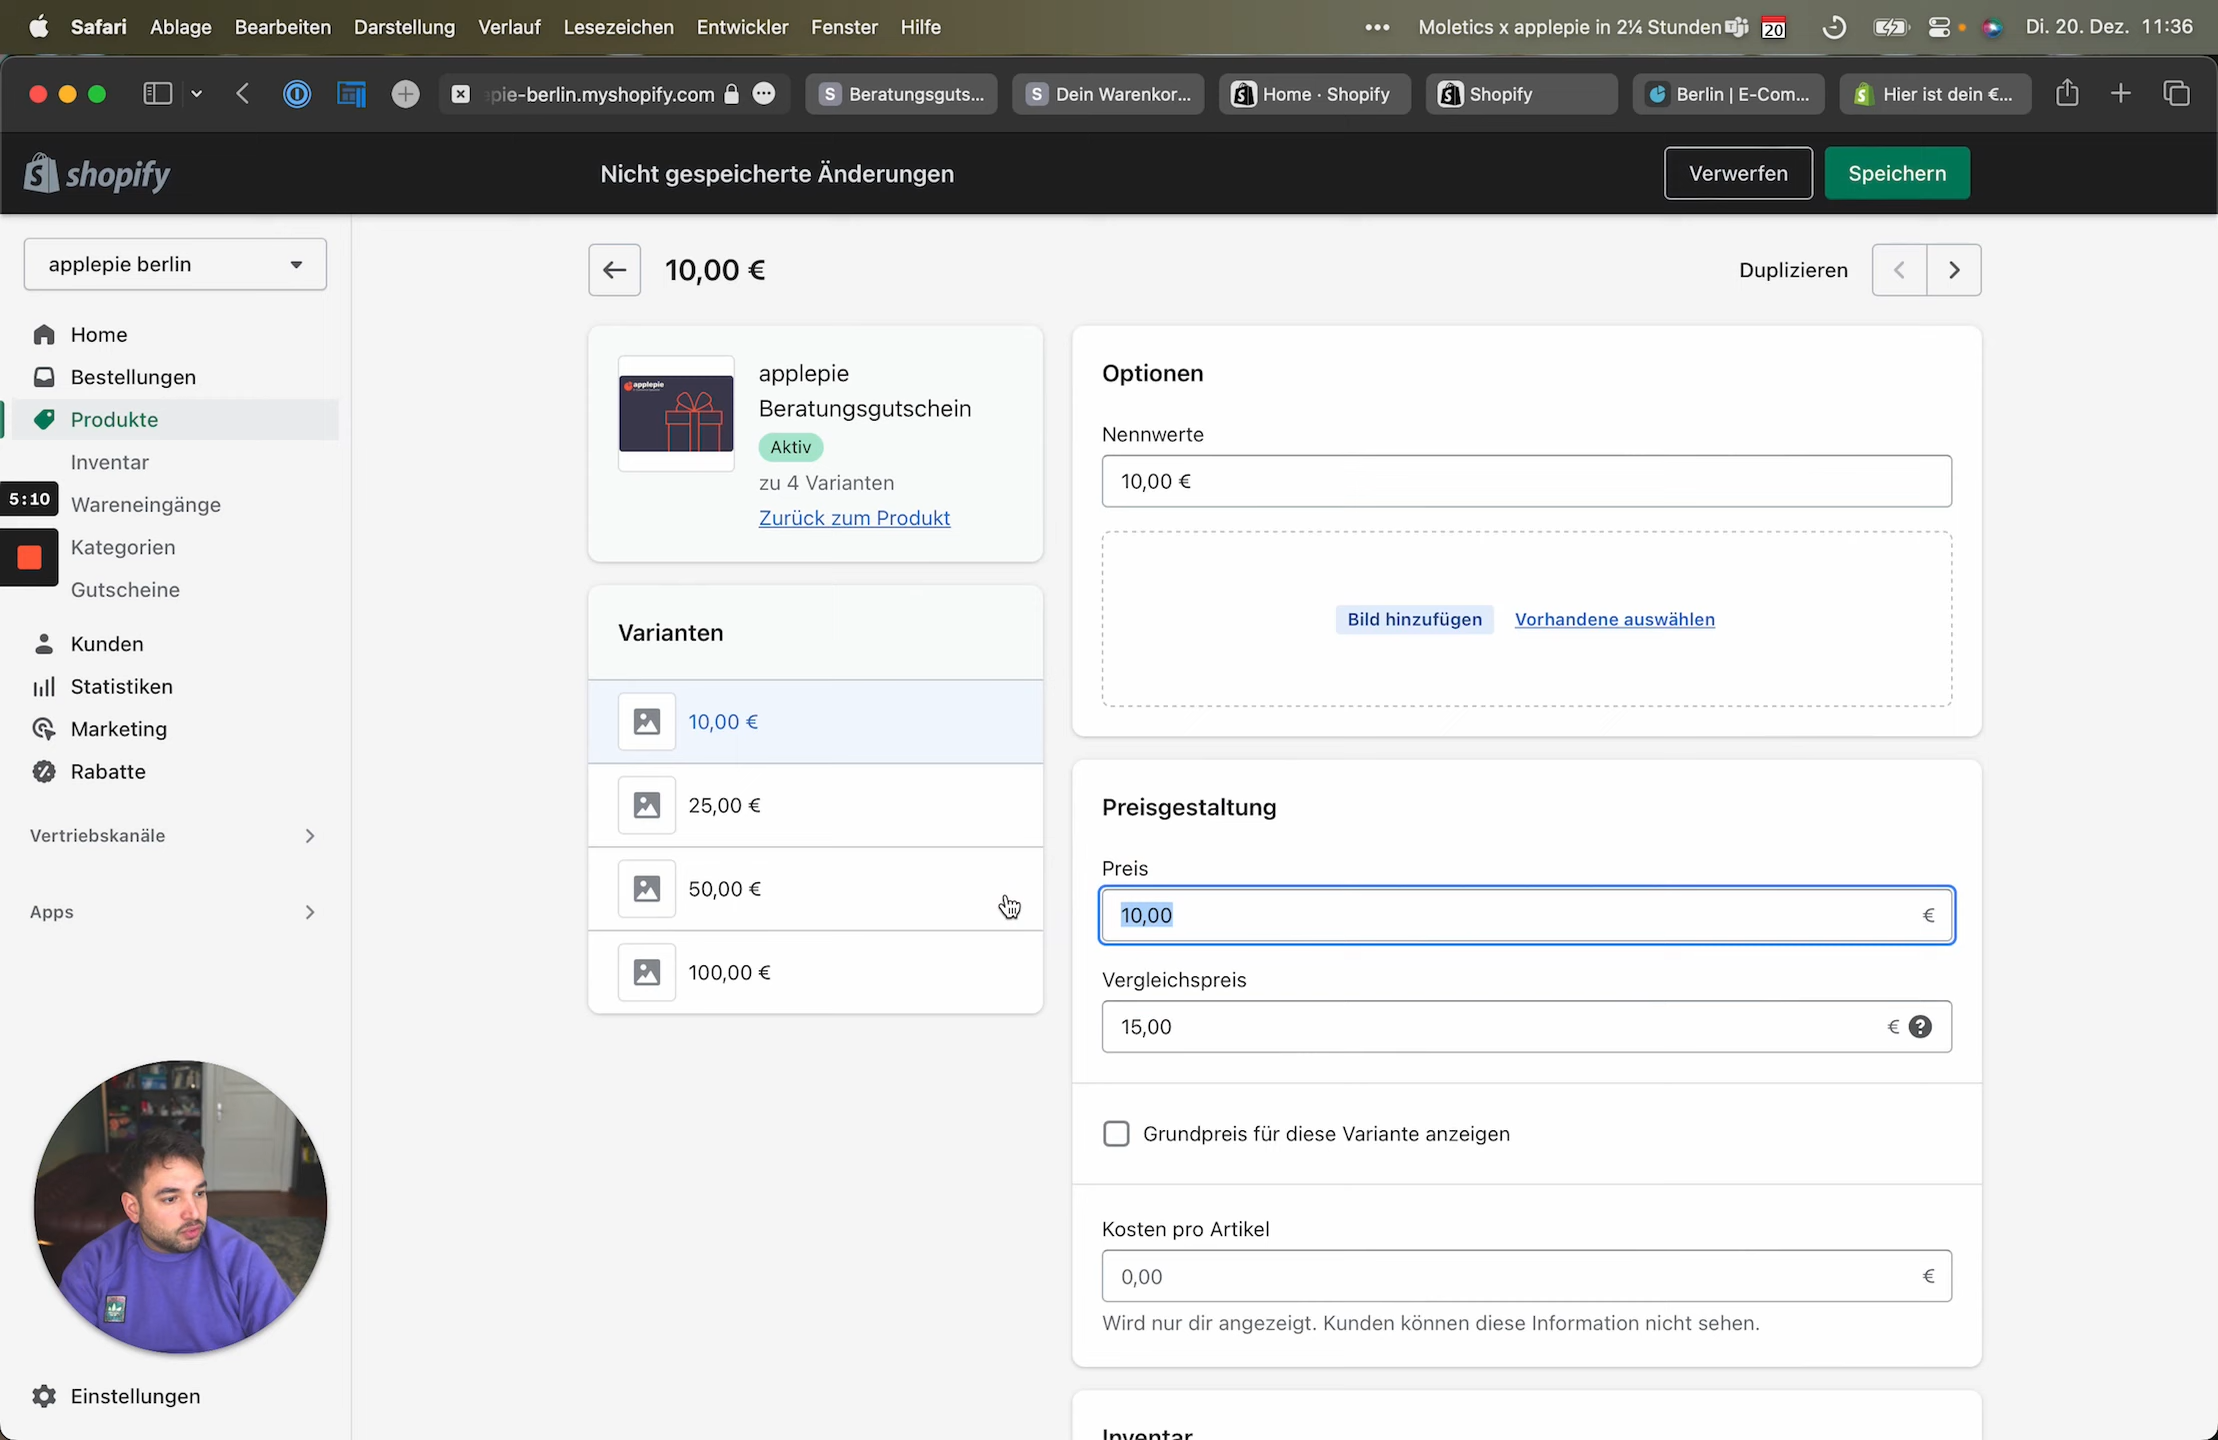 Safari Ablage Bearbeiten Darstellung Verlauf Lesezeichen Entwickler Fenster Hilfe
••• Moletics x applepie in 2¼ Stunden 20 Di. 20. Dez. 11:36
pie-berlin.myshopify.com
S Beratungsguts...
S Dein Warenkor...
Home · Shopify
Shopify
Berlin | E-Com...
Hier ist dein €...
shopify
Nicht gespeicherte Änderungen
Verwerfen
Speichern
applepie berlin
Home
Bestellungen
Produkte
Inventar
Wareneingänge
Kategorien
Gutscheine
5:10
Kunden
Statistiken
Marketing
Rabatte
Vertriebskanäle
Apps
Einstellungen
10,00 €
Duplizieren
applepie
applepie
Beratungsgutschein
Aktiv
zu 4 Varianten
Zurück zum Produkt
Varianten
10,00 €
25,00 €
50,00 €
100,00 €
Optionen
Nennwerte
10,00 €
Bild hinzufügen Vorhandene auswählen
Preisgestaltung
Preis
10,00 €
Vergleichspreis
15,00 € ?
Grundpreis für diese Variante anzeigen
Kosten pro Artikel
0,00 €
Wird nur dir angezeigt. Kunden können diese Information nicht sehen.
Inventar